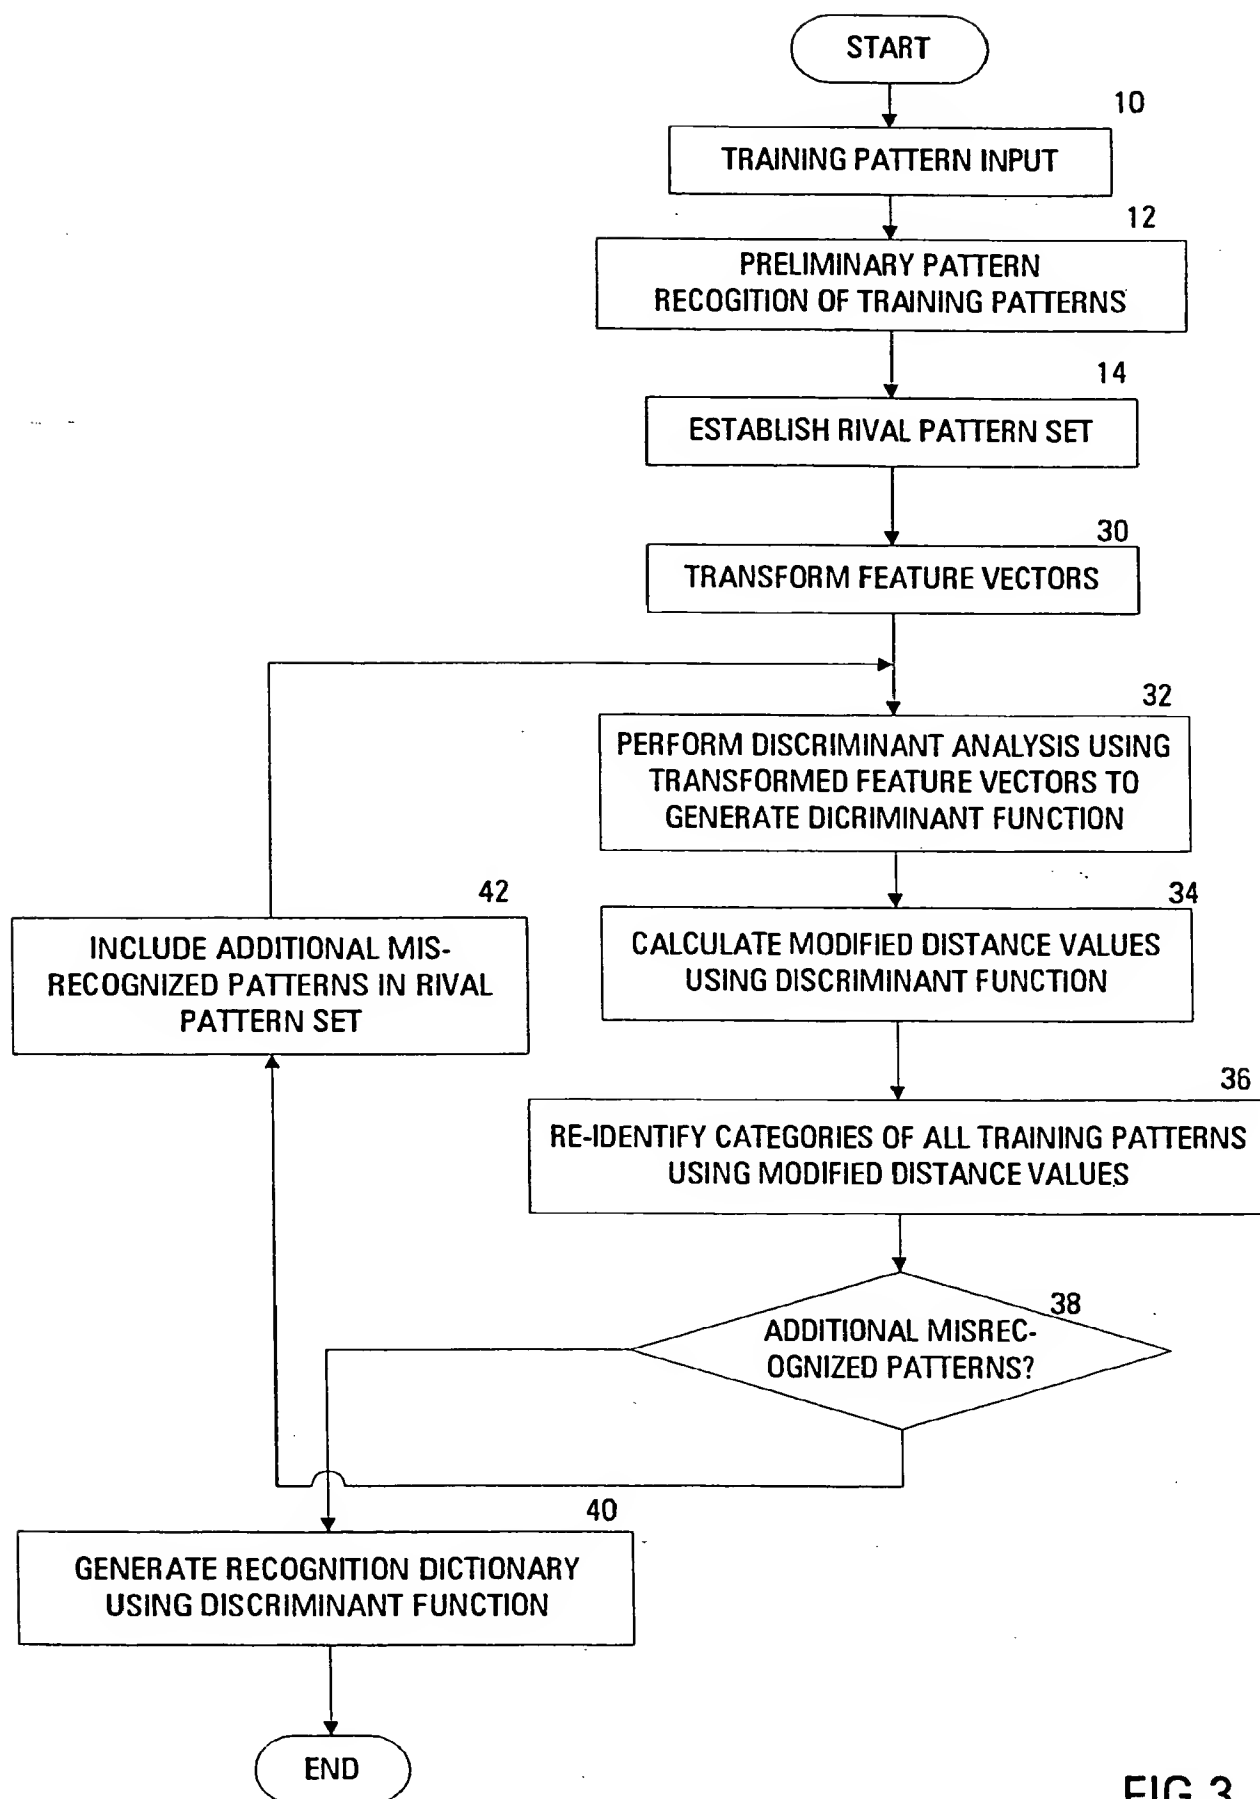 START
10
TRAINING PATTERN INPUT
12
PRELIMINARY PATTERN
RECOGITION OF TRAINING PATTERNS
14
ESTABLISH RIVAL PATTERN SET
30
TRANSFORM FEATURE VECTORS
32
PERFORM DISCRIMINANT ANALYSIS USING
TRANSFORMED FEATURE VECTORS TO
GENERATE DICRIMINANT FUNCTION
34
CALCULATE MODIFIED DISTANCE VALUES
USING DISCRIMINANT FUNCTION
42
INCLUDE ADDITIONAL MIS-
RECOGNIZED PATTERNS IN RIVAL
PATTERN SET
36
RE-IDENTIFY CATEGORIES OF ALL TRAINING PATTERNS
USING MODIFIED DISTANCE VALUES
38
ADDITIONAL MISREC-
OGNIZED PATTERNS?
40
GENERATE RECOGNITION DICTIONARY
USING DISCRIMINANT FUNCTION
END
FIG 3